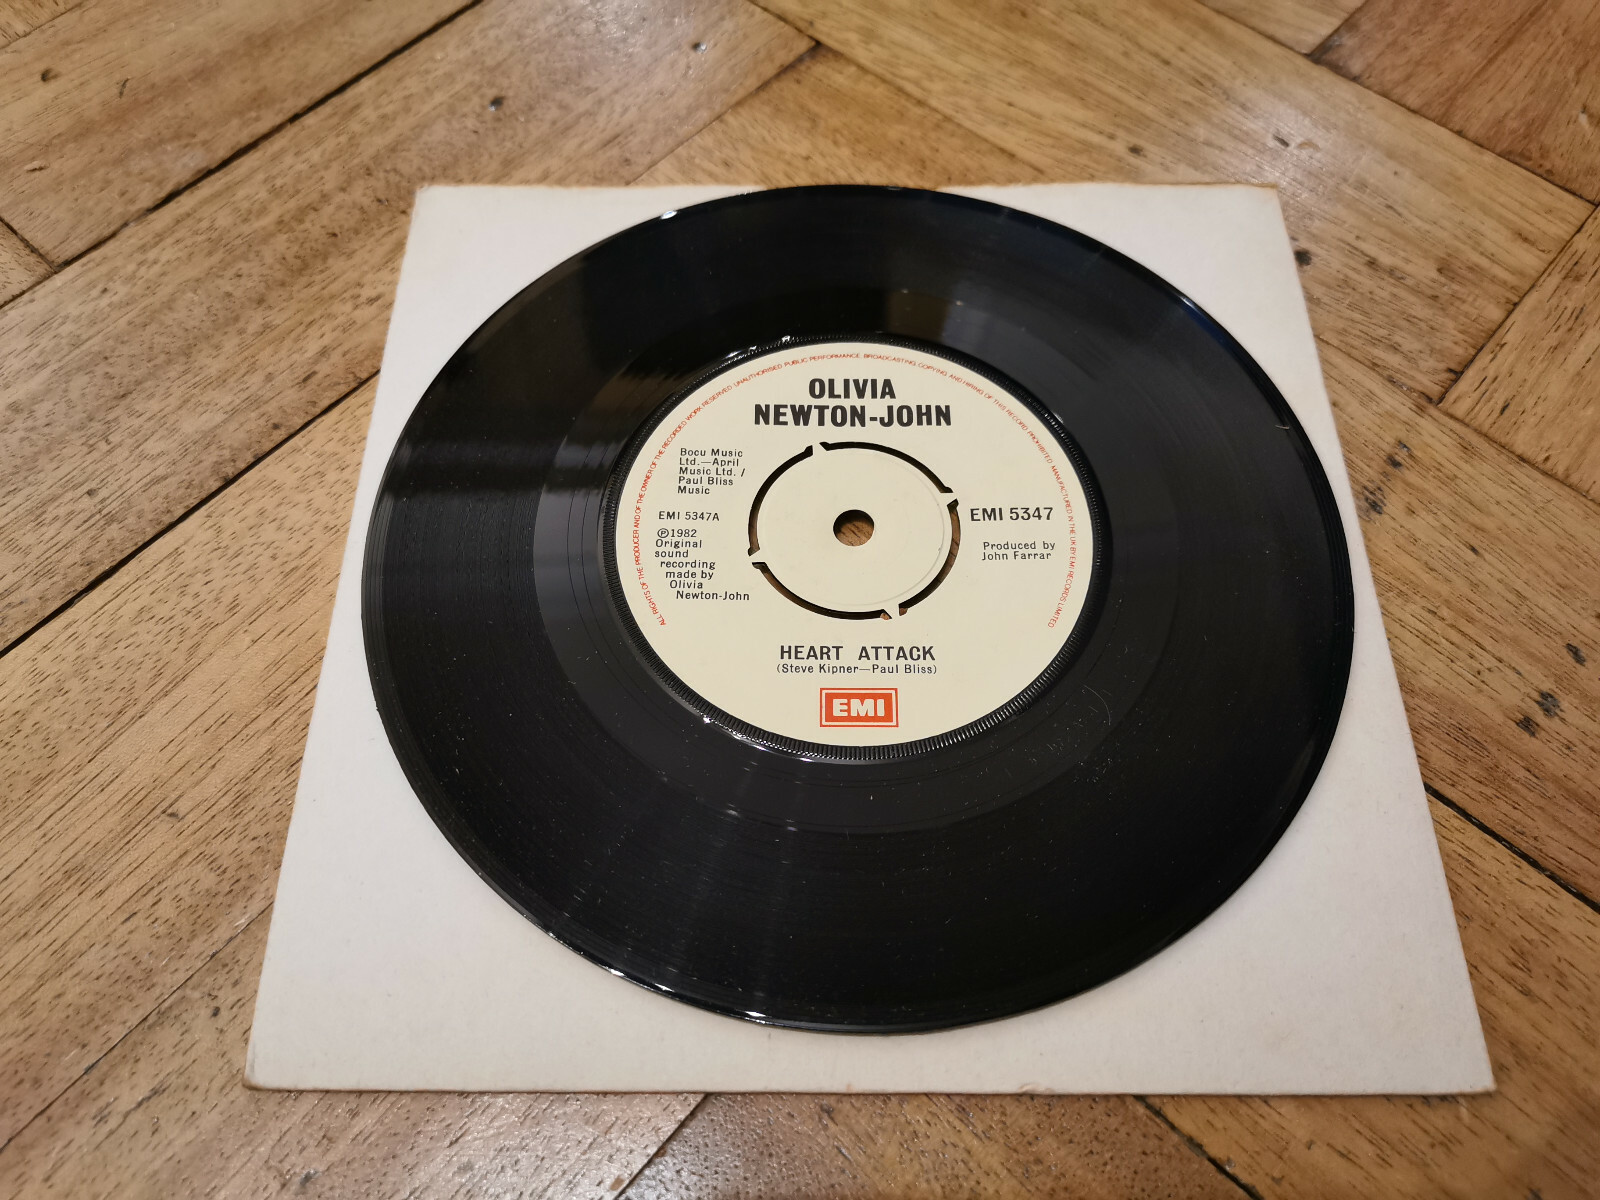 ALL RIGHTS OF THE PRODUCER AND OF THE OWNER OF THE RECORDED WORK RESERVED UNAUTHORISED PUBLIC PERFORMANCE BROADCASTING COPYING AND HIRING OF THIS RECORD PROHIBITED MANUFACTURED IN THE UK BY EMI RECORDS LIMITED
OLIVIA
NEWTON-JOHN
Bocu Music
Ltd.—April
Music Ltd. /
Paul Bliss
Music
EMI 5347A
℗1982
Original
sound
recording
made by
Olivia
Newton-John
EMI 5347
Produced by
John Farrar
HEART ATTACK
(Steve Kipner—Paul Bliss)
EMI